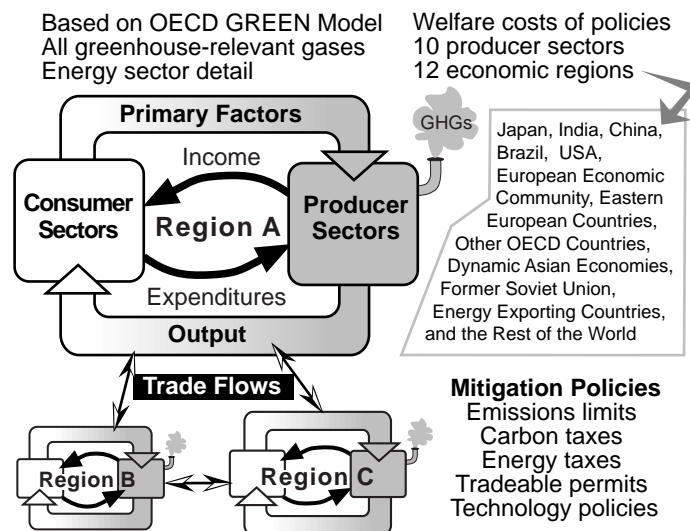 Based on OECD GREEN Model
All greenhouse-relevant gases
Energy sector detail
Welfare costs of policies
10 producer sectors
12 economic regions
Primary Factors
GHGs
Income
Consumer
Sectors
Region A
Producer
Sectors
Expenditures
Output
Japan, India, China,
Brazil, USA,
European Economic
Community, Eastern
European Countries,
Other OECD Countries,
Dynamic Asian Economies,
Former Soviet Union,
Energy Exporting Countries,
and the Rest of the World
Trade Flows
Region B
Region C
Mitigation Policies
Emissions limits
Carbon taxes
Energy taxes
Tradeable permits
Technology policies